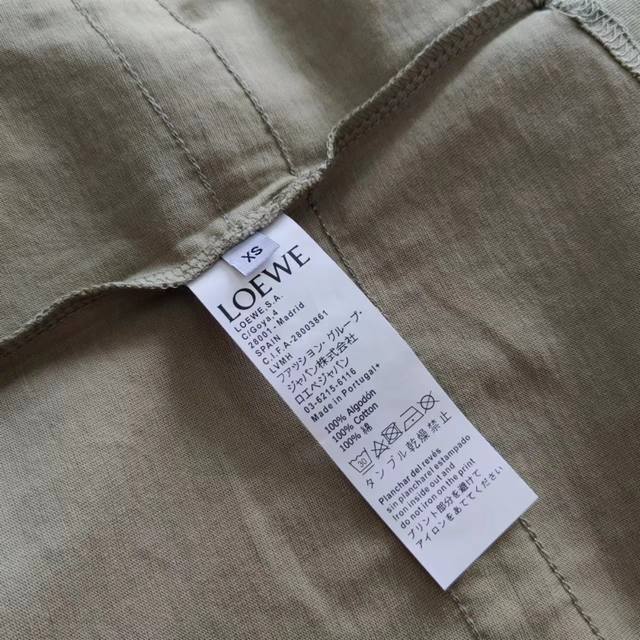 XS
LOEWE
LOEWE,S.A.
C/Goya.4
28001-Madrid
SPAIN
C.I.F.A-28003861
LVMH
ファッション・グループ・
ジャパン株式会社
ロエベジャパン
03-6215-6116
Made in Portugal+
100% Algodón
100% Cotton
100% 綿
30
タンブル乾燥禁止
Planchar del revés
sin planchar el estampado
Iron inside out and
do not iron on the print
プリント部分を避けて
アイロンをあててください